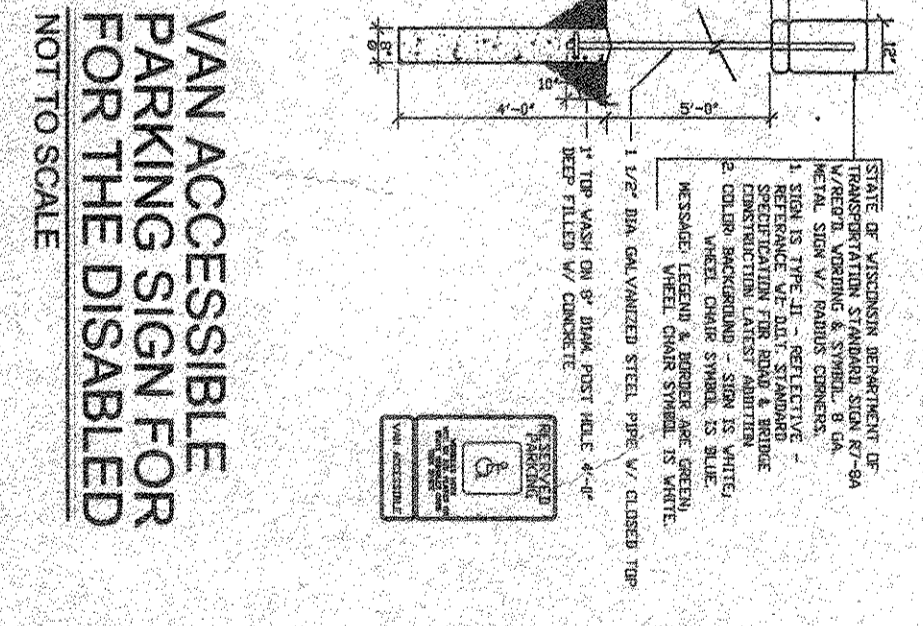 STATE OF WISCONSIN DEPARTMENT OF
TRANSPORTATION STANDARD SIGN R7-8A
W/REQ'D. WORDING & SYMBOL. 8 GA.
METAL SIGN W/ RADIUS CORNERS.
1. SIGN IS TYPE II - REFLECTIVE -
REFERANCE WI- D.O.T. STANDARD
SPECIFICATION FOR ROAD & BRIDGE
CONSTRUCTION LATEST ADDITION
2. COLOR BACKGROUND - SIGN IS WHITE;
WHEEL CHAIR SYMBOL IS BLUE.
MESSAGE LEGEND & BORDER ARE GREEN;
WHEEL CHAIR SYMBOL IS WHITE.
1 1/2" DIA GALVANIZED STEEL PIPE W/ CLOSED TOP
1" TOP WASH ON 8" DIAM. POST HOLE 4'-0"
DEEP FILLED W/ CONCRETE
12"
5'-0"
10"
4'-0"
8"
RESERVED
PARKING
VAN ACCESSIBLE
VAN ACCESSIBLE
PARKING SIGN FOR
FOR THE DISABLED
NOT TO SCALE